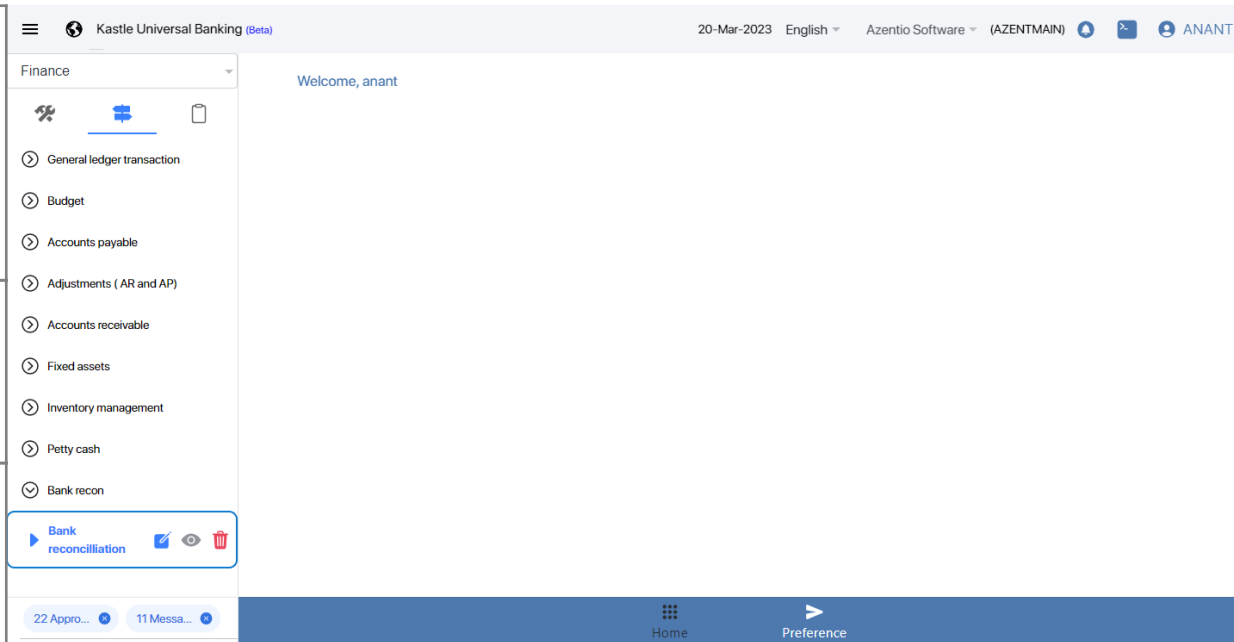 Kastle Universal Banking (Beta)
20-Mar-2023 English Azentio Software (AZENTMAIN) ANANT
Finance
Welcome, anant
General ledger transaction
Budget
Accounts payable
Adjustments ( AR and AP)
Accounts receivable
Fixed assets
Inventory management
Petty cash
Bank recon
Bank
reconcilliation
22 Appro... 11 Messa...
Home Preference